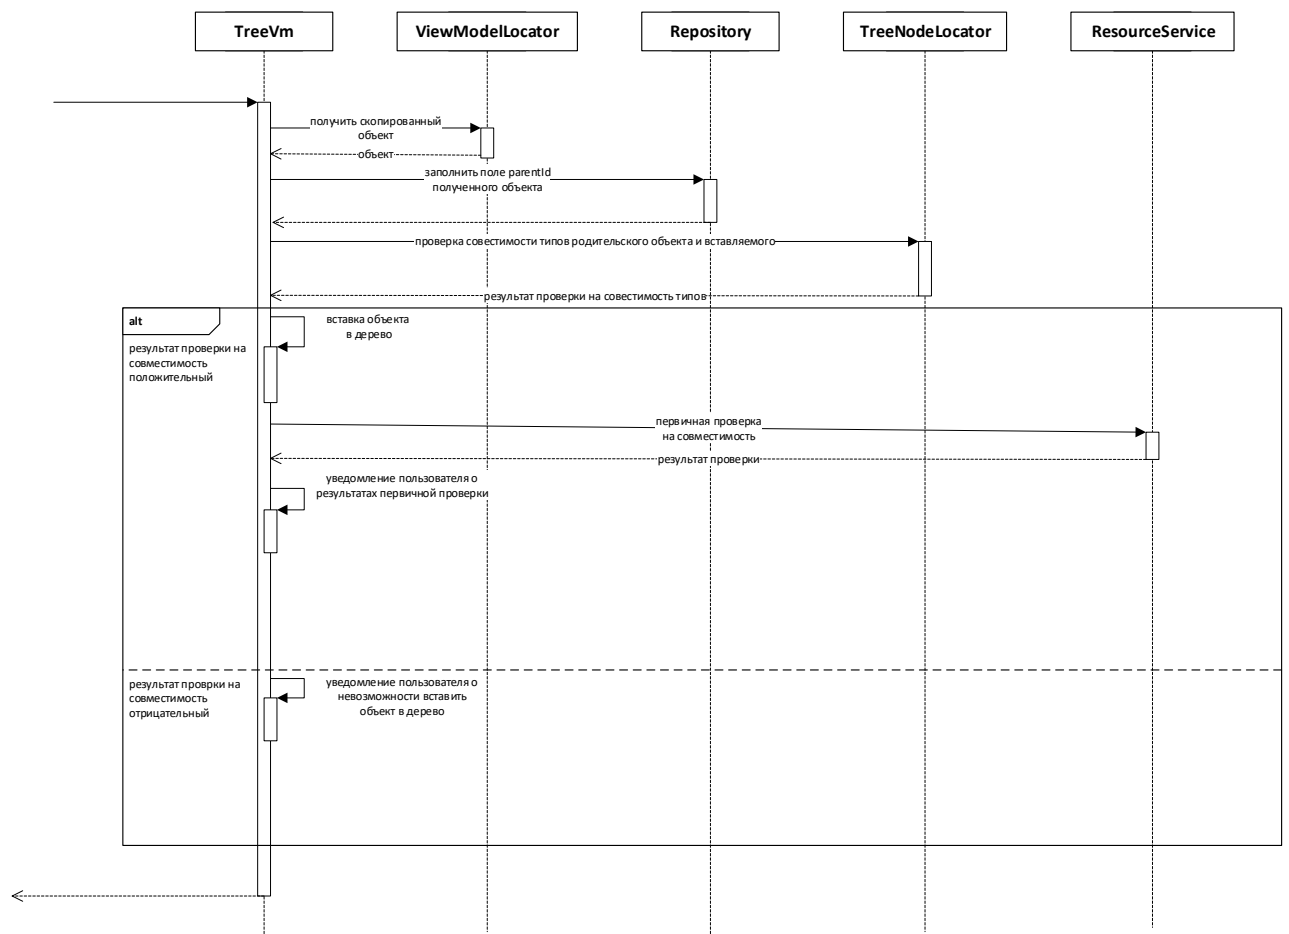 TreeVm
ViewModelLocator
Repository
TreeNodeLocator
ResourceService
получить скопированный
объект
объект
заполнить поле parentId
полученного объекта
проверка совестимости типов родительского объекта и вставляемого
результат проверки на совестимость типов
alt
вставка объекта
в дерево
результат проверки на
совместимость
положительный
первичная проверка
на совместимость
результат проверки
уведомление пользователя о
результатах первичной проверки
результат проврки на
совместимость
отрицательный
уведомление пользователя о
невозможности вставить
объект в дерево